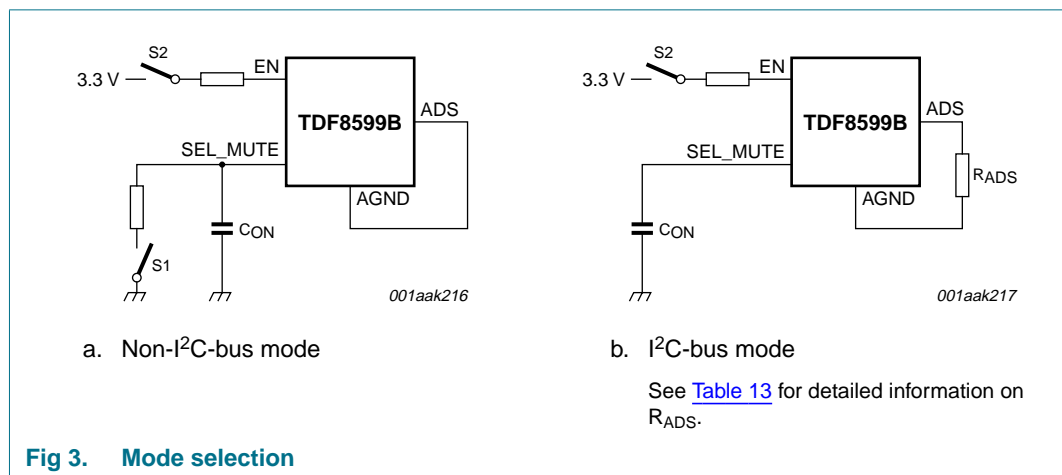 S2
3.3 V
EN
TDF8599B
ADS
SEL_MUTE
AGND
CON
S1
001aak216
a. Non-I²C-bus mode
S2
3.3 V
EN
TDF8599B
ADS
SEL_MUTE
RADS
AGND
CON
001aak217
b. I²C-bus mode
See Table 13 for detailed information on
RADS.
Fig 3. Mode selection